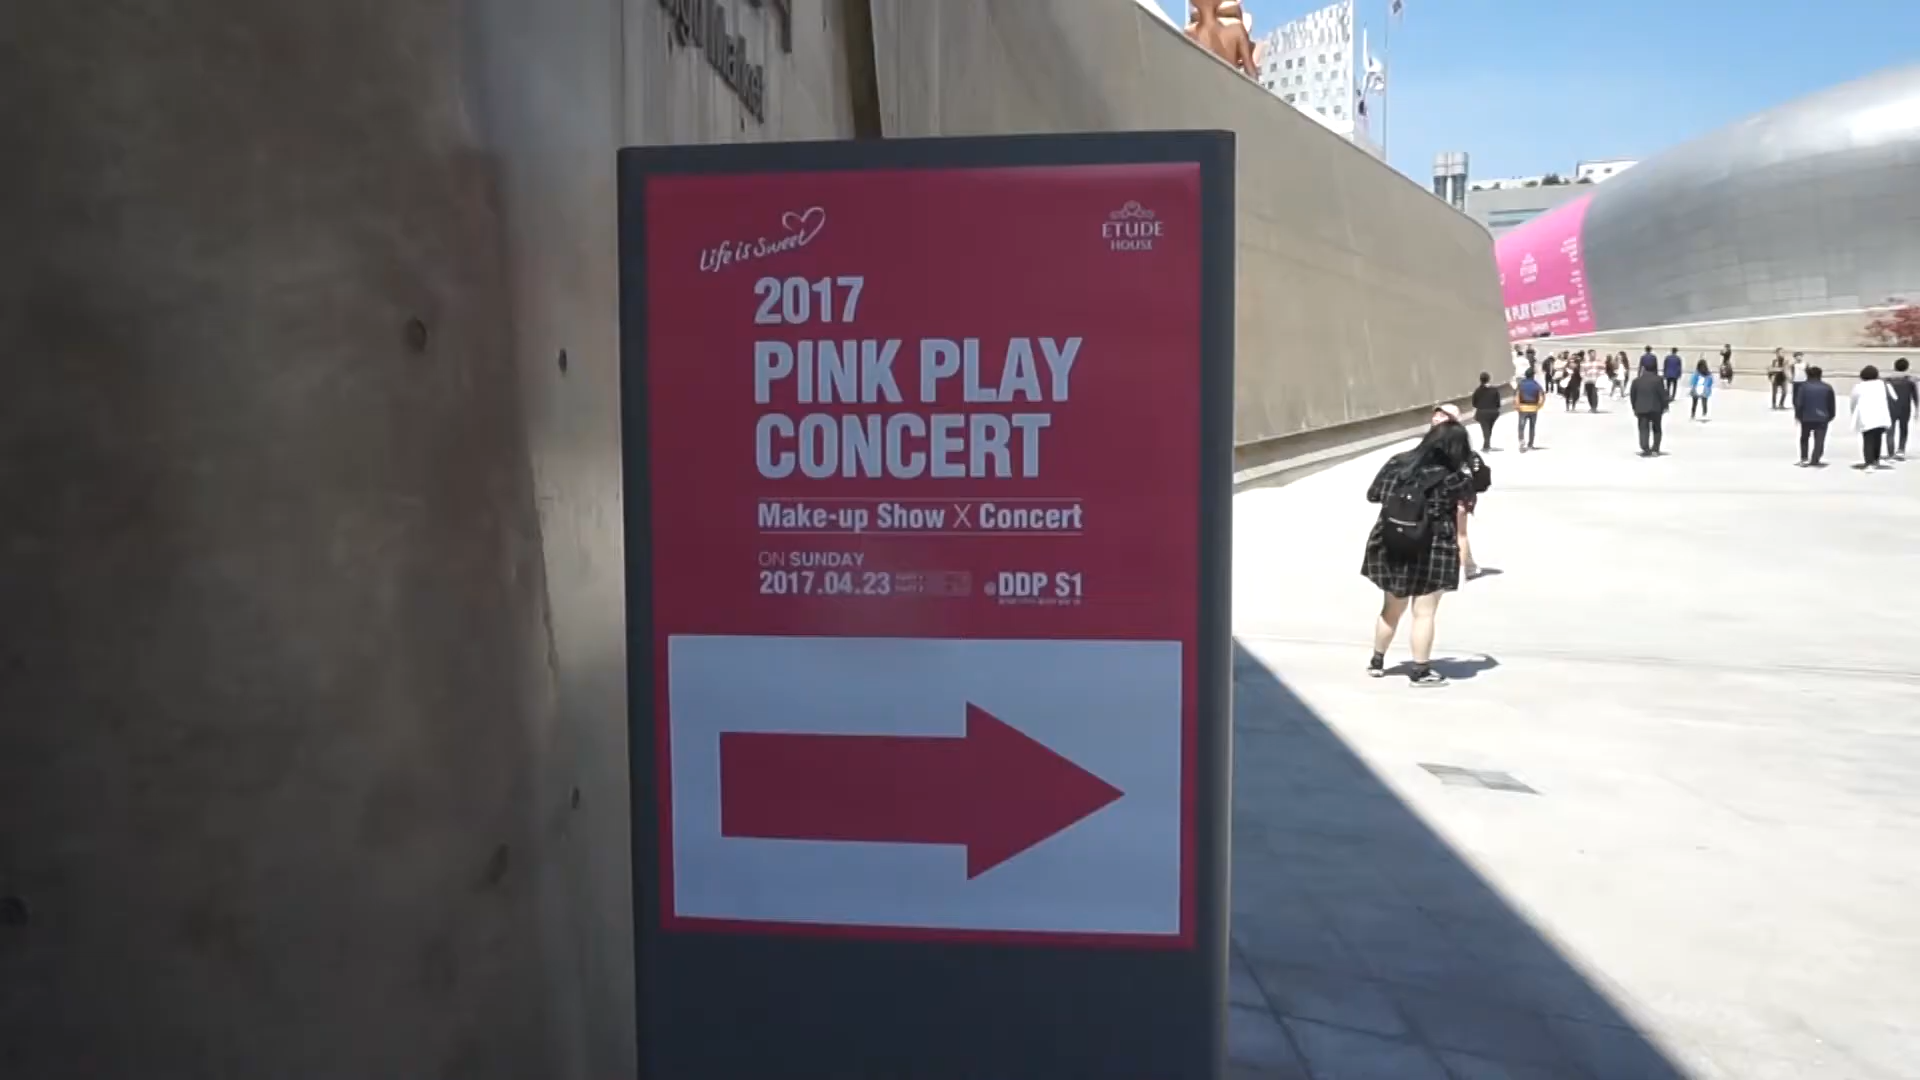 Life is Sweet
ETUDE
HOUSE
2017
PINK PLAY
CONCERT
Make-up Show X Concert
ON SUNDAY
2017.04.23
DDP S1
PLAY CONCERT